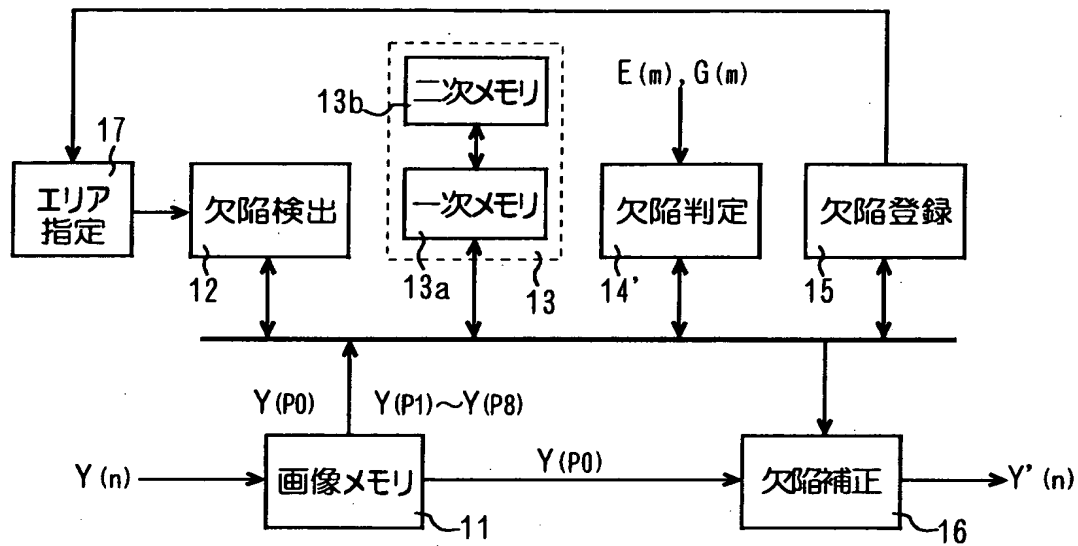 E(m),G(m)
13b
二次メモリ
17
エリア
指定
欠陥検出
一次メモリ
欠陥判定
欠陥登録
12
13a
13
14'
15
Y(P0)
Y(P1)~Y(P8)
Y(n)
画像メモリ
Y(P0)
欠陥補正
Y'(n)
11
16